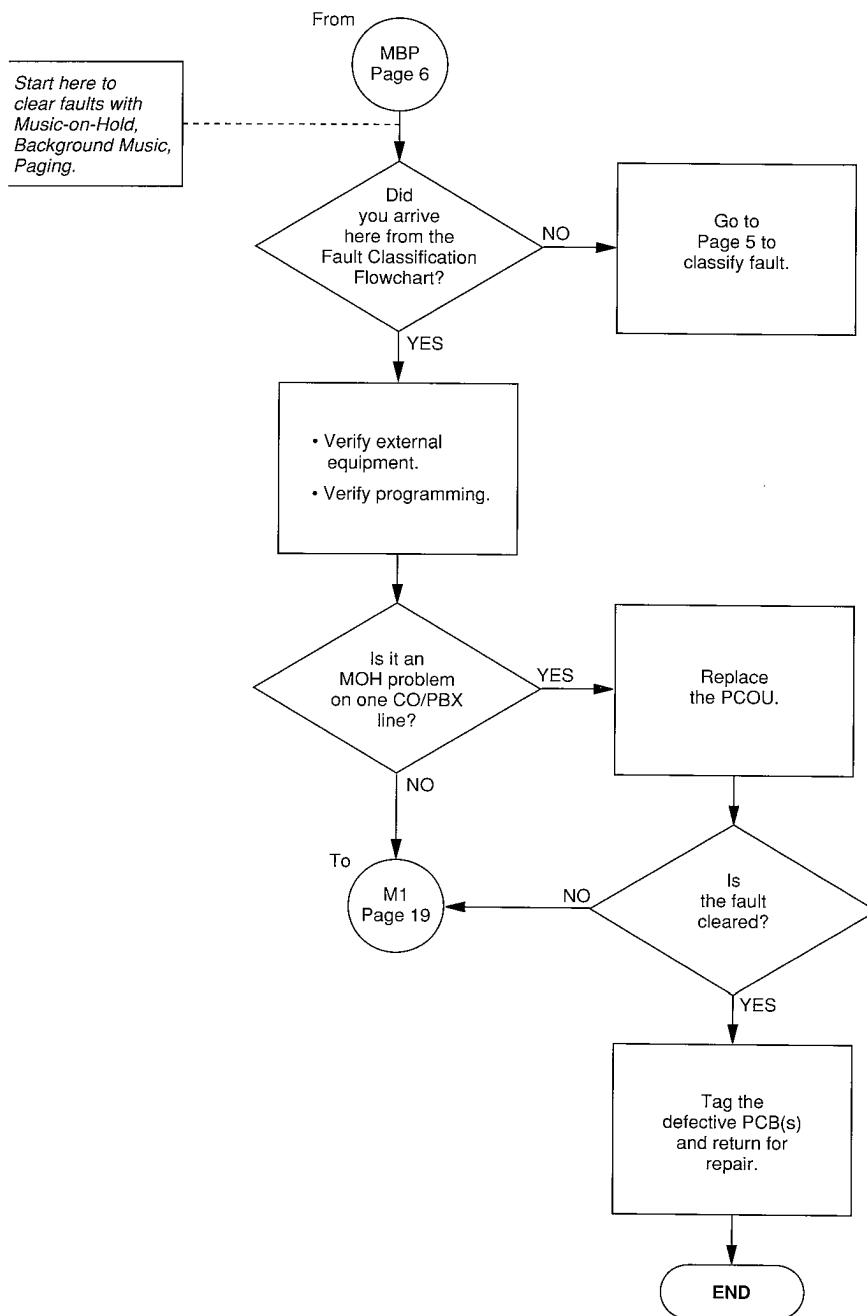 From
MBP
Page 6
Start here to
clear faults with
Music-on-Hold,
Background Music,
Paging.
Did
you arrive
here from the
Fault Classification
Flowchart?
NO
Go to
Page 5 to
classify fault.
YES
• Verify external
equipment.
• Verify programming.
Is it an
MOH problem
on one CO/PBX
line?
YES
Replace
the PCOU.
NO
To
M1
Page 19
NO
Is
the fault
cleared?
YES
Tag the
defective PCB(s)
and return for
repair.
END